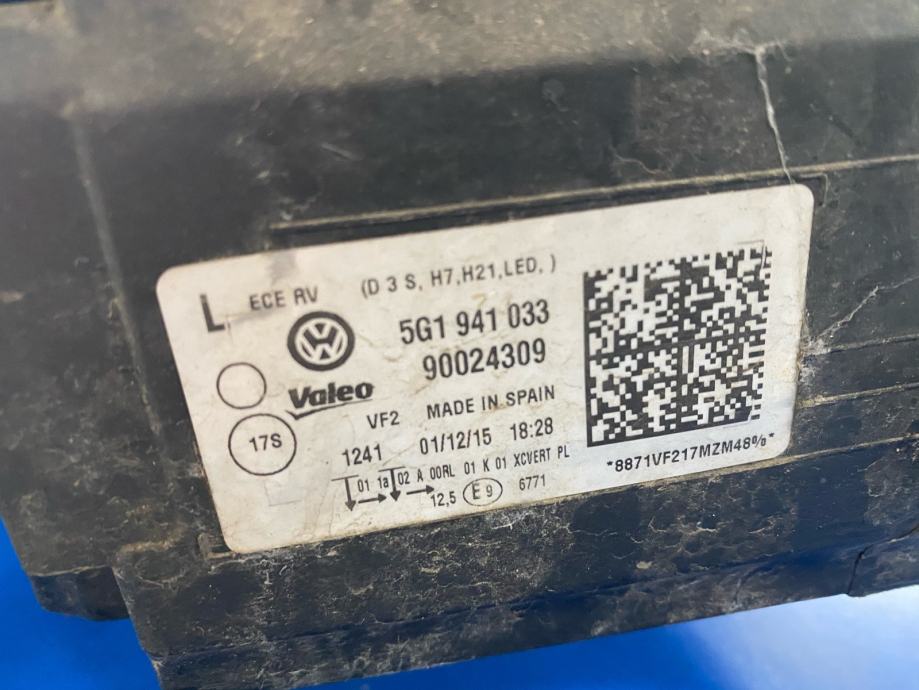 L ECE RV (D 3 S, H7,H21,LED, )
5G1 941 033
90024309
Valeo
VF2 MADE IN SPAIN
17S
1241 01/12/15 18:28
01 1a 02 A 00RL 01 K 01 XCVERT PL
12,5 E9 6771
*8871VF217MZM48%*